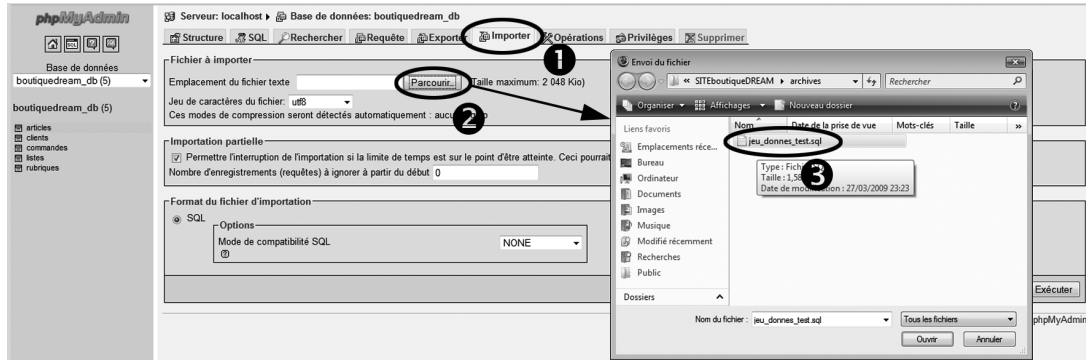 phpMyAdmin
Base de données
boutiquedream_db (5)
boutiquedream_db (5)
articles
clients
commandes
listes
rubriques
Serveur: localhost ▸ Base de données: boutiquedream_db
Structure SQL Rechercher Requête Exporter Importer Opérations Privilèges Supprimer
1
Fichier à importer
Emplacement du fichier texte Parcourir... Taille maximum: 2 048 Kio)
Jeu de caractères du fichier: utf8
2
Ces modes de compression seront détectés automatiquement :
Importation partielle
Permettre l'interruption de l'importation si la limite de temps est sur le point d'être atteinte. Ceci pourrait
Nombre d'enregistrements (requêtes) à ignorer à partir du début 0
Format du fichier d'importation
SQL
Options
Mode de compatibilité SQL NONE
Exécuter
phpMyAdmin
Envoi du fichier
« SITEboutiqueDREAM ▸ archives Rechercher
Organiser Affichages Nouveau dossier
Liens favoris
Emplacements réce...
Bureau
Ordinateur
Documents
Images
Musique
Modifié récemment
Recherches
Public
Dossiers
Nom Date de la prise de vue Mots-clés Taille »
jeu_donnes_test.sql
Type : Fichier
Taille : 1,58
Date de modification : 27/03/2009 23:23
3
Nom du fichier : jeu_donnes_test.sql Tous les fichiers
Ouvrir Annuler